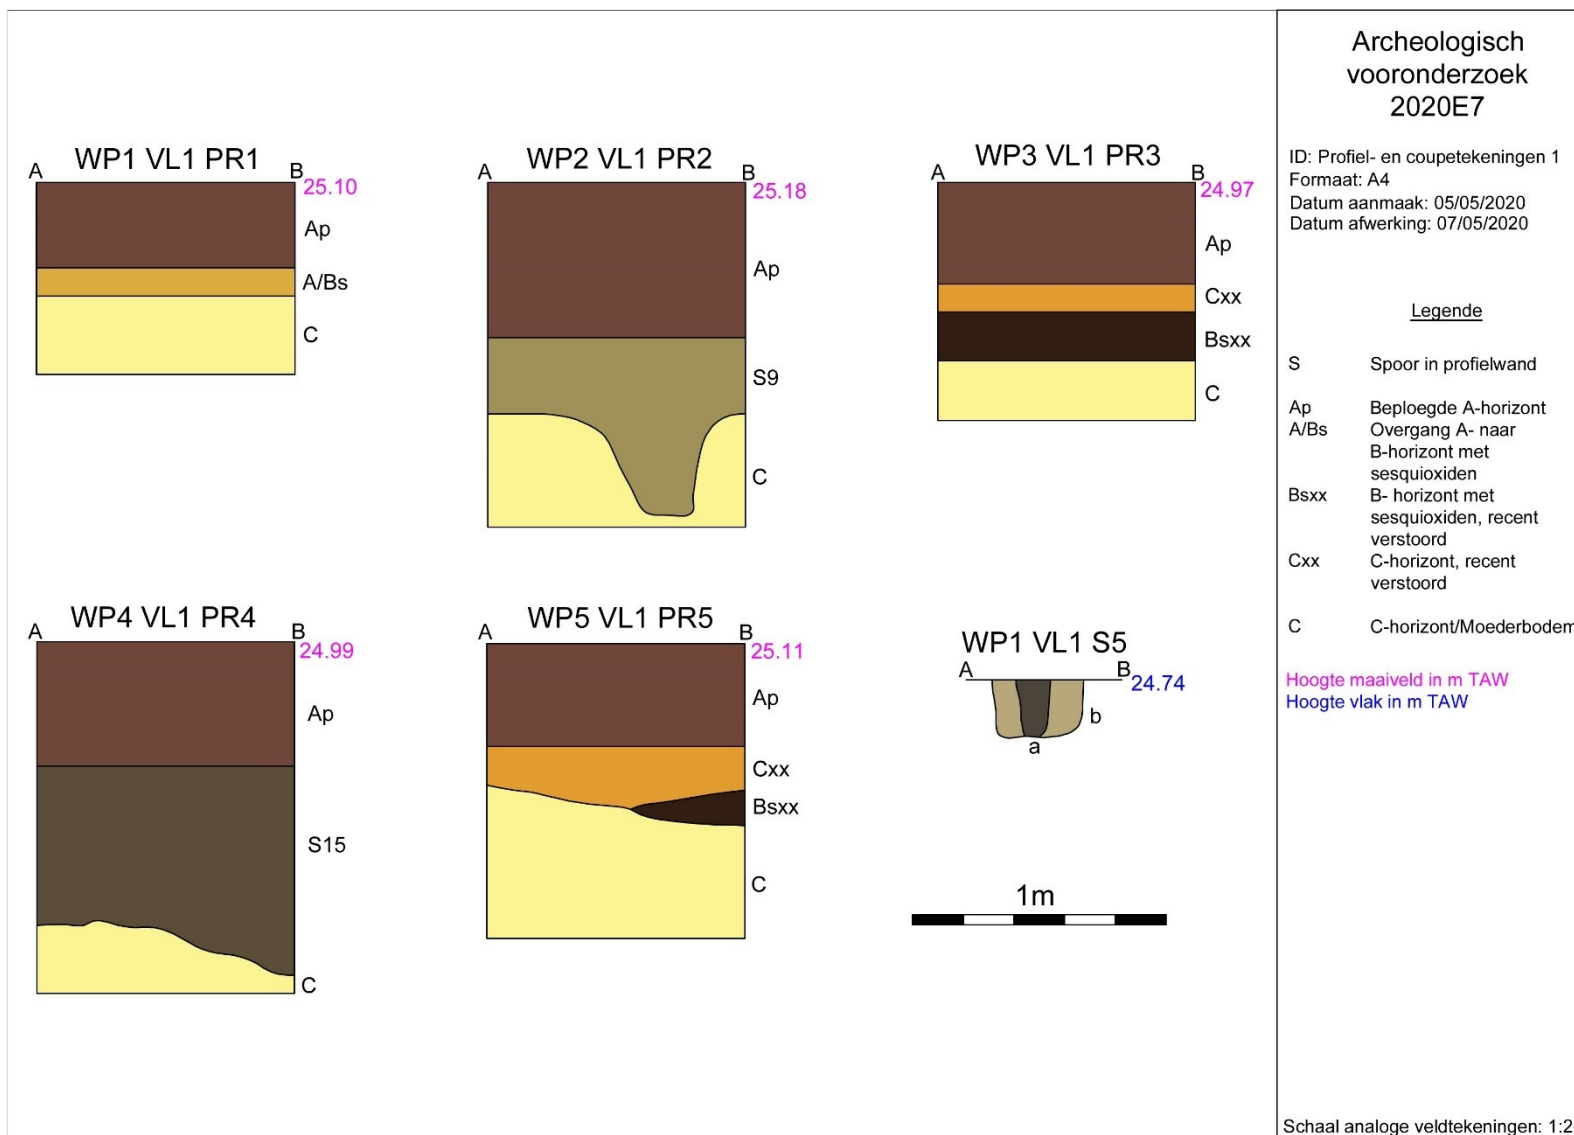 WP1 VL1 PR1
A
B
25.10
Ap
A/Bs
C
WP2 VL1 PR2
A
B
25.18
Ap
S9
C
WP3 VL1 PR3
A
B
24.97
Ap
Cxx
Bsxx
C
WP4 VL1 PR4
A
B
24.99
Ap
S15
C
WP5 VL1 PR5
A
B
25.11
Ap
Cxx
Bsxx
C
WP1 VL1 S5
A
B
24.74
b
a
1m
Archeologisch
vooronderzoek
2020E7
ID: Profiel- en coupetekeningen 1
Formaat: A4
Datum aanmaak: 05/05/2020
Datum afwerking: 07/05/2020
Legende
S Spoor in profielwand
Ap Beploegde A-horizont
A/Bs Overgang A- naar
B-horizont met
sesquioxiden
Bsxx B- horizont met
sesquioxiden, recent
verstoord
Cxx C-horizont, recent
verstoord
C C-horizont/Moederbodem
Hoogte maaiveld in m TAW
Hoogte vlak in m TAW
Schaal analoge veldtekeningen: